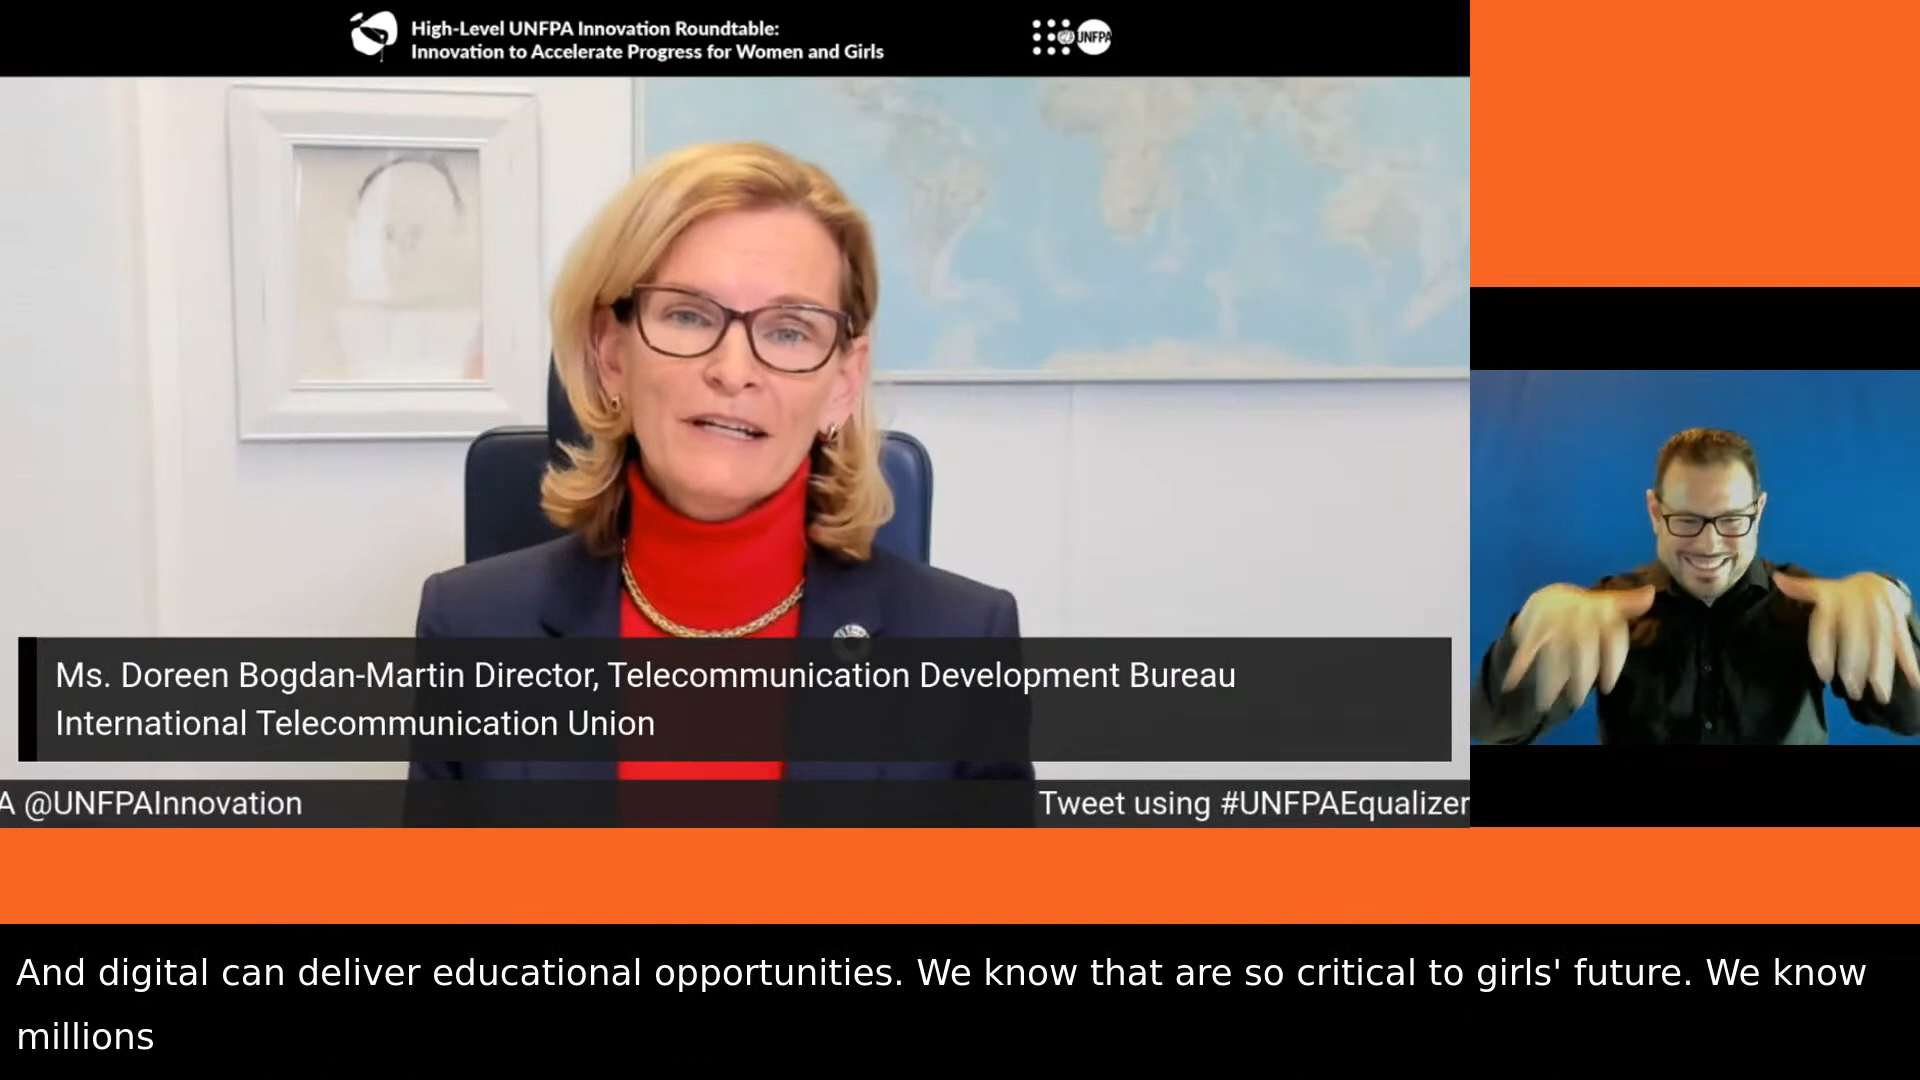 High-Level UNFPA Innovation Roundtable:
Innovation to Accelerate Progress for Women and Girls
UNFPA
Ms. Doreen Bogdan-Martin Director, Telecommunication Development Bureau
International Telecommunication Union
A @UNFPAInnovation
Tweet using #UNFPAEqualizer
And digital can deliver educational opportunities. We know that are so critical to girls' future. We know
millions